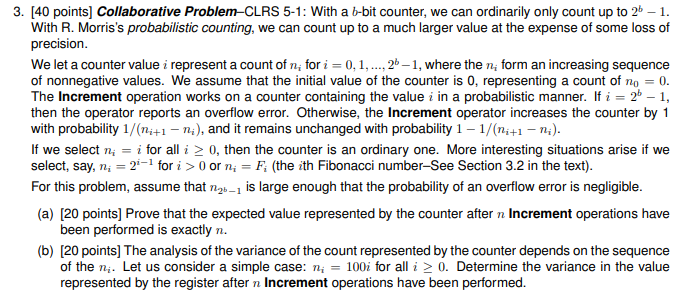 3. [40 points] Collaborative Problem–CLRS 5-1: With a b-bit counter, we can ordinarily only count up to 2^b − 1.
With R. Morris's probabilistic counting, we can count up to a much larger value at the expense of some loss of
precision.
We let a counter value i represent a count of n_i for i = 0, 1, ..., 2^b − 1, where the n_i form an increasing sequence
of nonnegative values. We assume that the initial value of the counter is 0, representing a count of n_0 = 0.
The Increment operation works on a counter containing the value i in a probabilistic manner. If i = 2^b − 1,
then the operator reports an overflow error. Otherwise, the Increment operator increases the counter by 1
with probability 1/(n_{i+1} − n_i), and it remains unchanged with probability 1 − 1/(n_{i+1} − n_i).
If we select n_i = i for all i ≥ 0, then the counter is an ordinary one. More interesting situations arise if we
select, say, n_i = 2^{i−1} for i > 0 or n_i = F_i (the ith Fibonacci number–See Section 3.2 in the text).
For this problem, assume that n_{2^b−1} is large enough that the probability of an overflow error is negligible.
(a) [20 points] Prove that the expected value represented by the counter after n Increment operations have
been performed is exactly n.
(b) [20 points] The analysis of the variance of the count represented by the counter depends on the sequence
of the n_i. Let us consider a simple case: n_i = 100i for all i ≥ 0. Determine the variance in the value
represented by the register after n Increment operations have been performed.